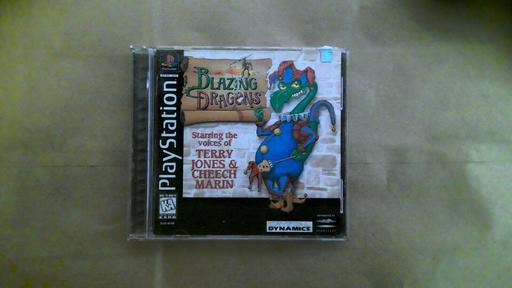 PlayStation
BLAZING
DRAGONS
Starring the
voices of
TERRY
JONES &
CHEECH
MARIN
K-A
DYNAMICS